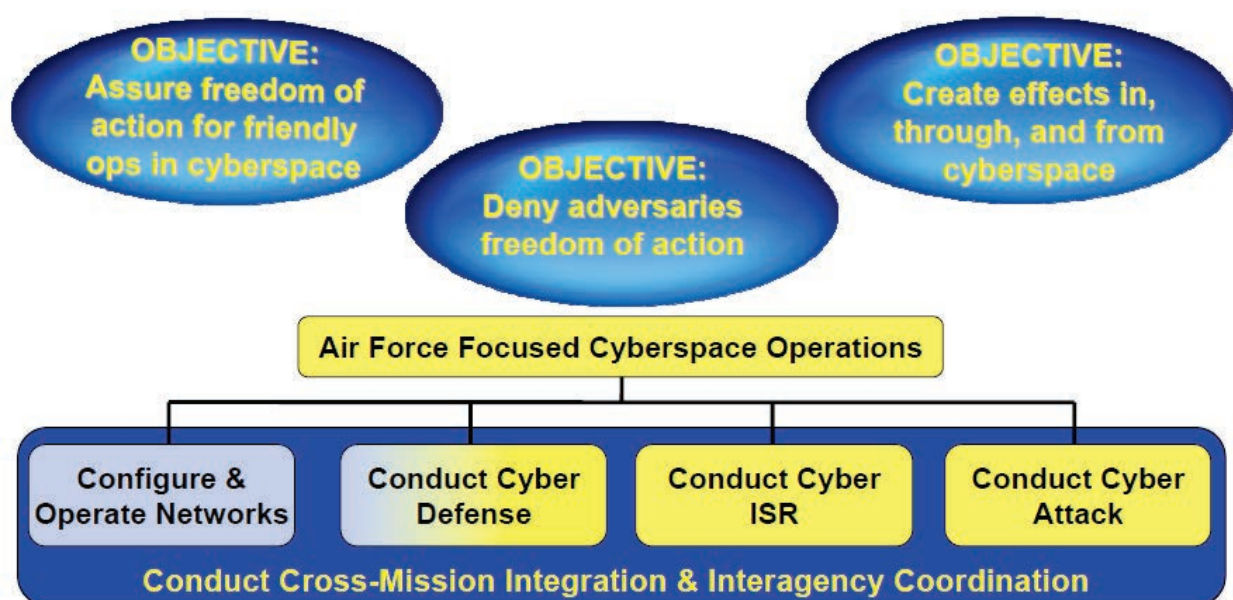 OBJECTIVE:
Assure freedom of
action for friendly
ops in cyberspace
OBJECTIVE:
Deny adversaries
freedom of action
OBJECTIVE:
Create effects in,
through, and from
cyberspace
Air Force Focused Cyberspace Operations
Configure &
Operate Networks
Conduct Cyber
Defense
Conduct Cyber
ISR
Conduct Cyber
Attack
Conduct Cross-Mission Integration & Interagency Coordination